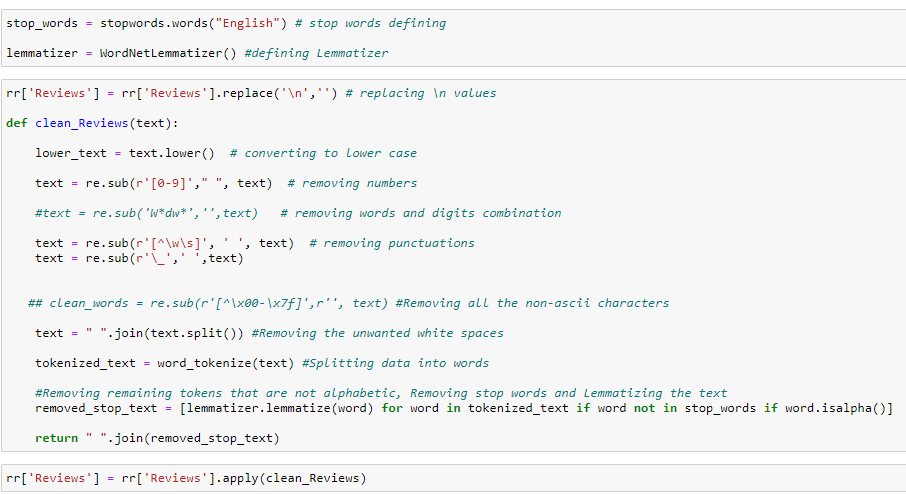 stop_words = stopwords.words("English") # stop words defining
lemmatizer = WordNetLemmatizer() #defining Lemmatizer
rr['Reviews'] = rr['Reviews'].replace('\n','') # replacing \n values
def clean_Reviews(text):
    lower_text = text.lower()  # converting to lower case
    text = re.sub(r'[0-9]'," ", text)  # removing numbers
    #text = re.sub('W*dw*','',text)   # removing words and digits combination
    text = re.sub(r'[^\w\s]', ' ', text)  # removing punctuations
    text = re.sub(r'\_',' ',text)
   ## clean_words = re.sub(r'[^\x00-\x7f]',r'', text) #Removing all the non-ascii characters
    text = " ".join(text.split()) #Removing the unwanted white spaces
    tokenized_text = word_tokenize(text) #Splitting data into words
    #Removing remaining tokens that are not alphabetic, Removing stop words and Lemmatizing the text
    removed_stop_text = [lemmatizer.lemmatize(word) for word in tokenized_text if word not in stop_words if word.isalpha()]
    return " ".join(removed_stop_text)
rr['Reviews'] = rr['Reviews'].apply(clean_Reviews)